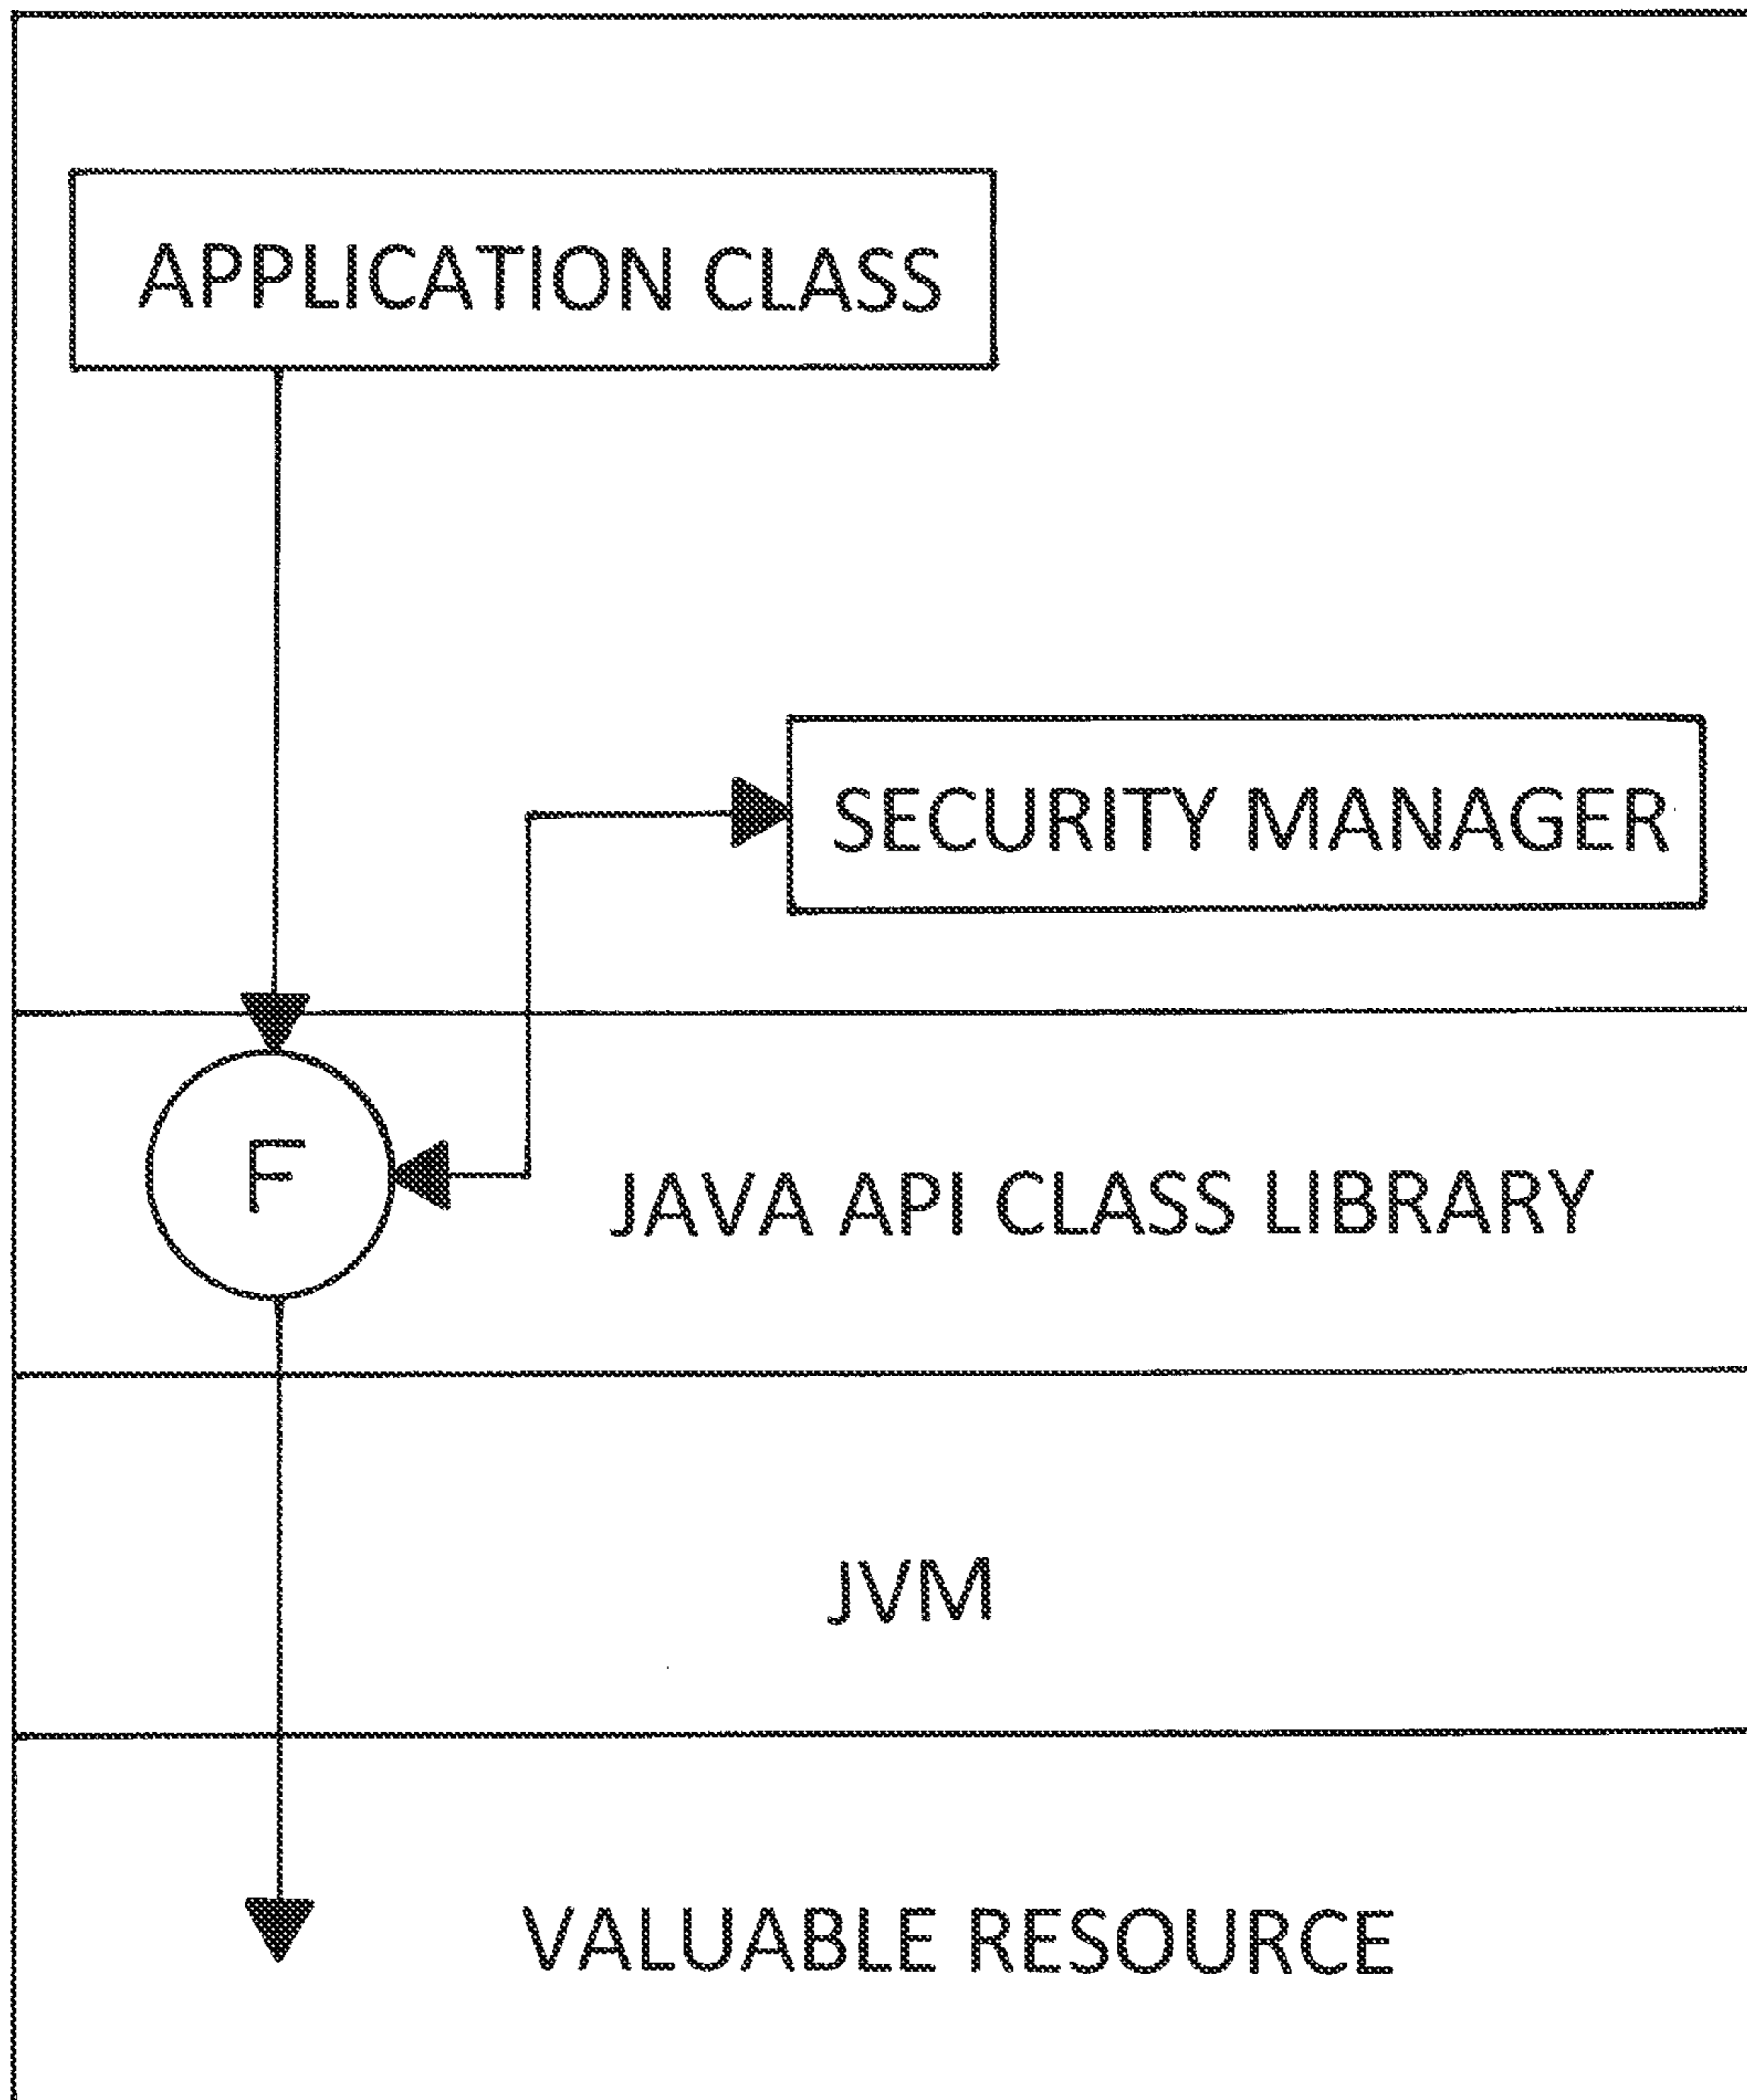 APPLICATION CLASS
SECURITY MANAGER
F
JAVA API CLASS LIBRARY
JVM
VALUABLE RESOURCE